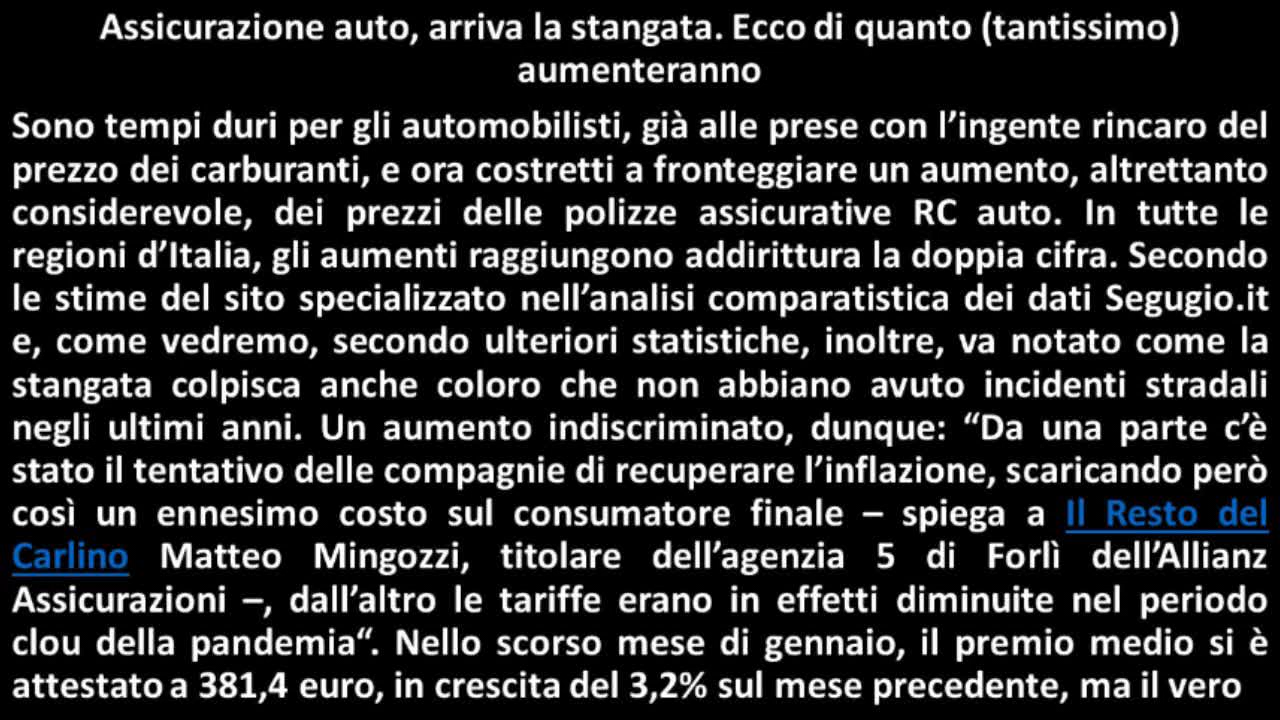 Assicurazione auto, arriva la stangata. Ecco di quanto (tantissimo)
aumenteranno
Sono tempi duri per gli automobilisti, già alle prese con l’ingente rincaro del
prezzo dei carburanti, e ora costretti a fronteggiare un aumento, altrettanto
considerevole, dei prezzi delle polizze assicurative RC auto. In tutte le
regioni d’Italia, gli aumenti raggiungono addirittura la doppia cifra. Secondo
le stime del sito specializzato nell’analisi comparatistica dei dati Segugio.it
e, come vedremo, secondo ulteriori statistiche, inoltre, va notato come la
stangata colpisca anche coloro che non abbiano avuto incidenti stradali
negli ultimi anni. Un aumento indiscriminato, dunque: “Da una parte c’è
stato il tentativo delle compagnie di recuperare l’inflazione, scaricando però
così un ennesimo costo sul consumatore finale – spiega a Il Resto del
Carlino Matteo Mingozzi, titolare dell’agenzia 5 di Forlì dell’Allianz
Assicurazioni –, dall’altro le tariffe erano in effetti diminuite nel periodo
clou della pandemia“. Nello scorso mese di gennaio, il premio medio si è
attestato a 381,4 euro, in crescita del 3,2% sul mese precedente, ma il vero